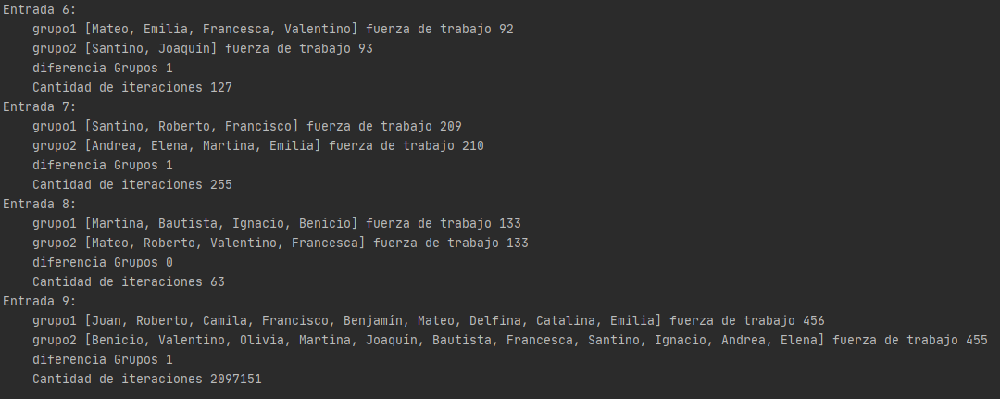 Entrada 6:
grupo1 [Mateo, Emilia, Francesca, Valentino] fuerza de trabajo 92
grupo2 [Santino, Joaquín] fuerza de trabajo 93
diferencia Grupos 1
Cantidad de iteraciones 127
Entrada 7:
grupo1 [Santino, Roberto, Francisco] fuerza de trabajo 209
grupo2 [Andrea, Elena, Martina, Emilia] fuerza de trabajo 210
diferencia Grupos 1
Cantidad de iteraciones 255
Entrada 8:
grupo1 [Martina, Bautista, Ignacio, Benicio] fuerza de trabajo 133
grupo2 [Mateo, Roberto, Valentino, Francesca] fuerza de trabajo 133
diferencia Grupos 0
Cantidad de iteraciones 63
Entrada 9:
grupo1 [Juan, Roberto, Camila, Francisco, Benjamín, Mateo, Delfina, Catalina, Emilia] fuerza de trabajo 456
grupo2 [Benicio, Valentino, Olivia, Martina, Joaquín, Bautista, Francesca, Santino, Ignacio, Andrea, Elena] fuerza de trabajo 455
diferencia Grupos 1
Cantidad de iteraciones 2097151